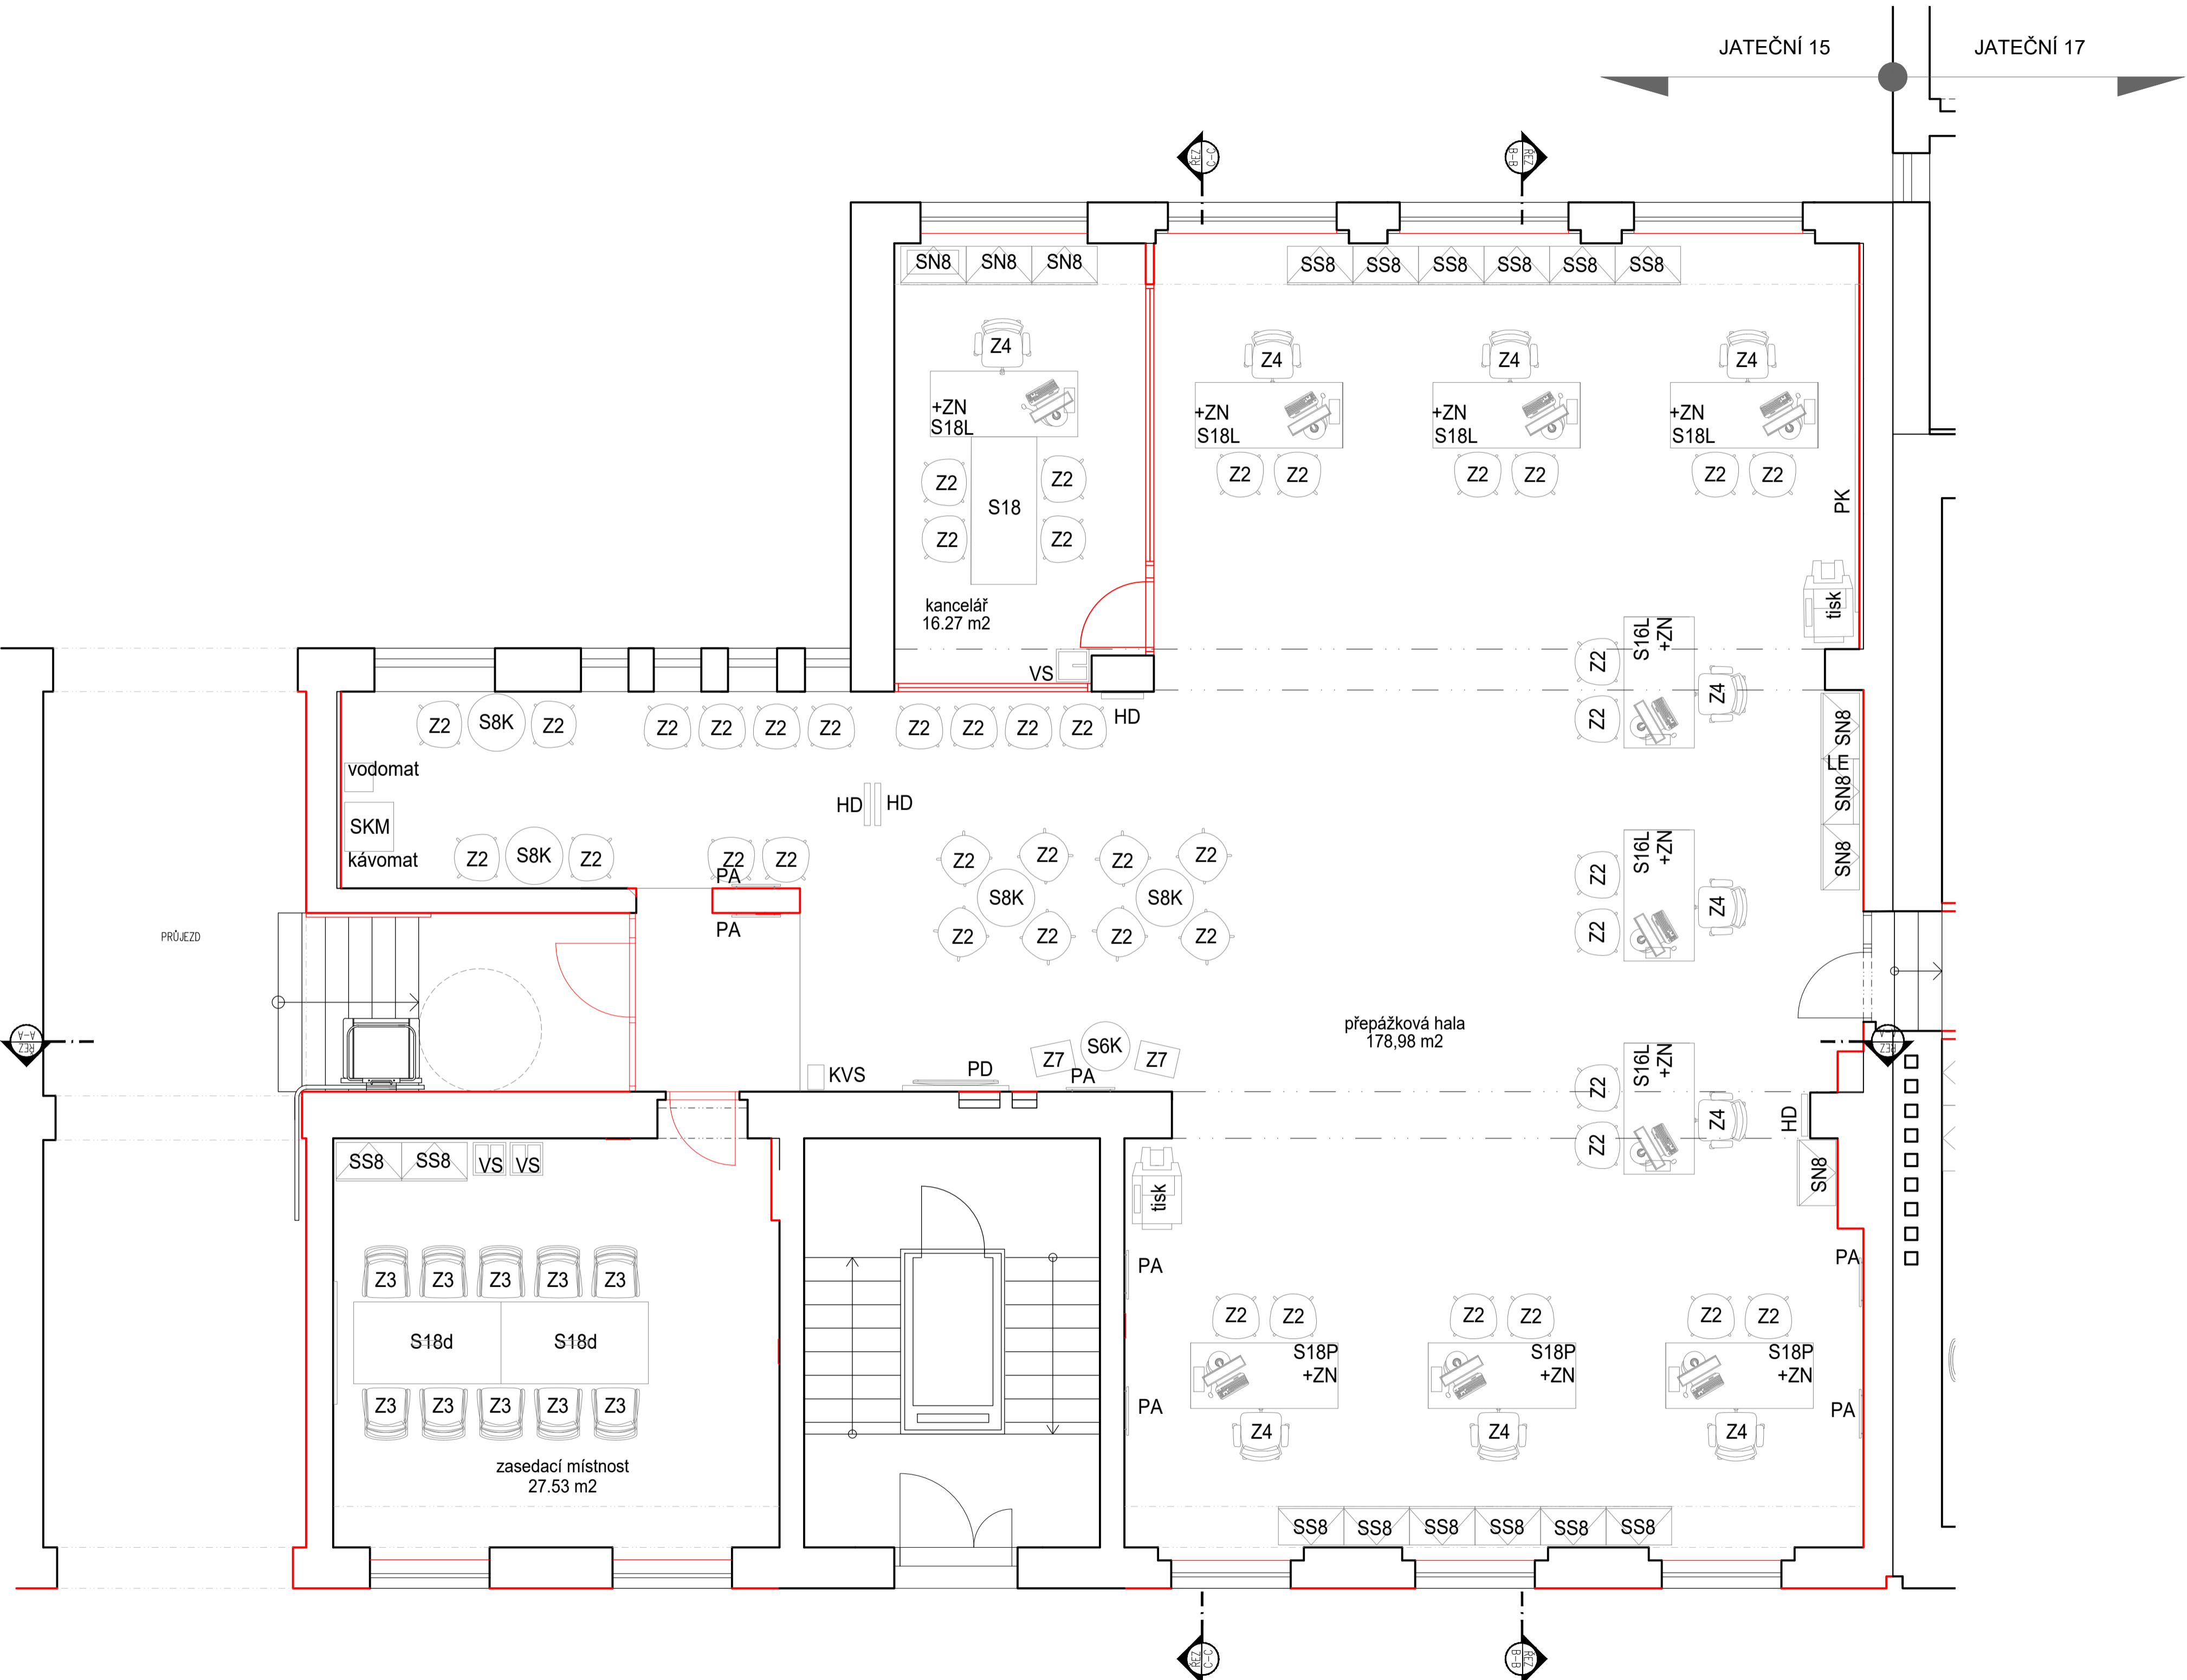 JATEČNÍ 15 JATEČNÍ 17
ŘEZ C-C ŘEZ B-B
SN8 SN8 SN8 SS8 SS8 SS8 SS8 SS8 SS8
Z4 Z4 Z4 Z4
+ZN +ZN +ZN +ZN
S18L S18L S18L S18L
Z2 Z2 Z2 Z2 Z2 Z2 Z2 Z2
S18 PK
Z2 Z2
kancelář
16.27 m2
tisk
VS
Z2 S16L +ZN
Z2 Z4
HD
Z2 S8K Z2 Z2 Z2 Z2 Z2 Z2 Z2 Z2 Z2
SN8
LE
SN8
SN8
vodomat
HD HD
SKM
kávomat
Z2 S8K Z2 Z2 Z2
PA
PA
Z2 Z2 Z2 Z2
S8K S8K
Z2 Z2 Z2 Z2
Z2 S16L +ZN
Z2 Z4
PRŮJEZD
přepážková hala
178,98 m2
ŘEZ A-A ŘEZ A-A
KVS PD Z7 S6K Z7
PA
Z2 S16L +ZN
Z2 Z4
HD
SN8
SS8 SS8 VS VS
tisk
PA PA
Z3 Z3 Z3 Z3 Z3
S18d S18d
Z3 Z3 Z3 Z3 Z3
Z2 Z2 Z2 Z2 Z2 Z2
S18P S18P S18P
+ZN +ZN +ZN
PA PA
Z4 Z4 Z4
zasedací místnost
27.53 m2
SS8 SS8 SS8 SS8 SS8 SS8
ŘEZ C-C ŘEZ B-B